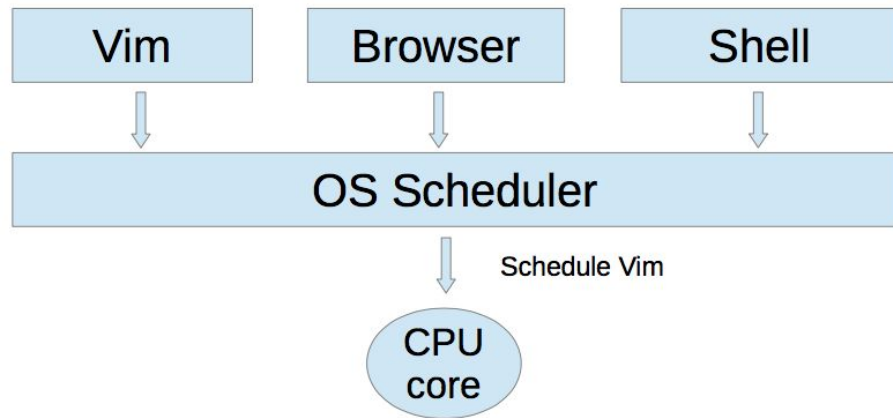 Vim
Browser
Shell
OS Scheduler
Schedule Vim
CPU
core